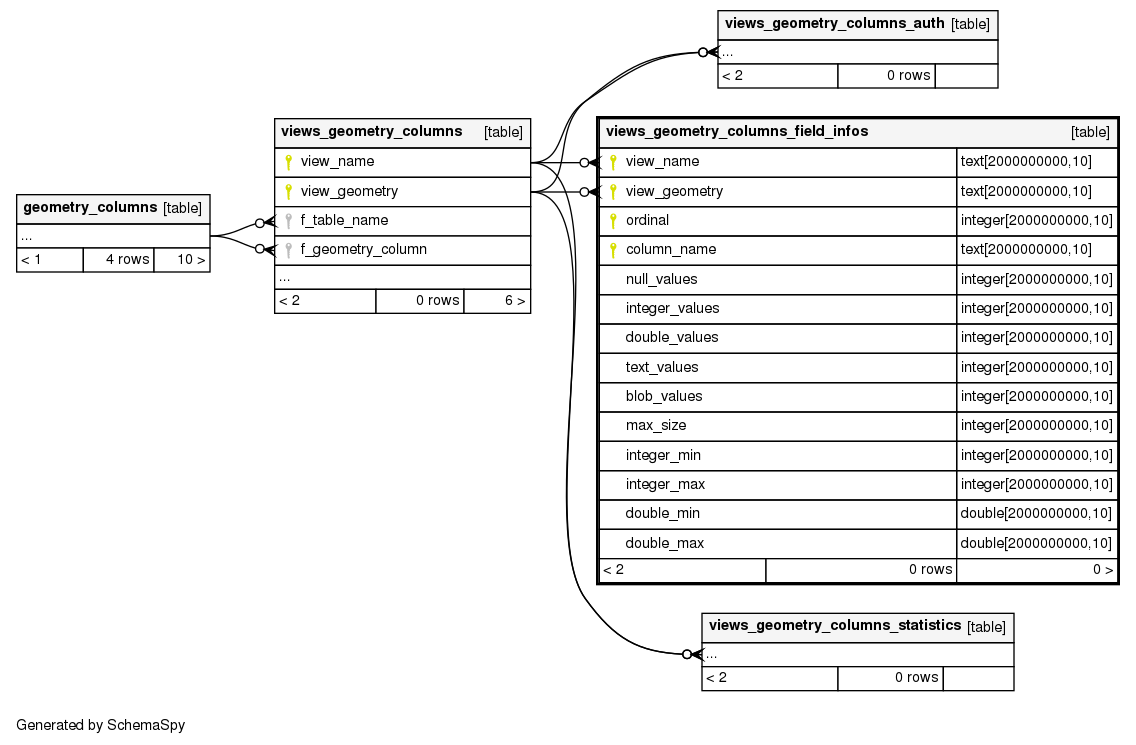 views_geometry_columns_auth [table]
...
< 2 0 rows
views_geometry_columns [table]
view_name
view_geometry
f_table_name
f_geometry_column
...
< 2 0 rows 6 >
geometry_columns [table]
...
< 1 4 rows 10 >
views_geometry_columns_field_infos [table]
view_name text[2000000000,10]
view_geometry text[2000000000,10]
ordinal integer[2000000000,10]
column_name text[2000000000,10]
null_values integer[2000000000,10]
integer_values integer[2000000000,10]
double_values integer[2000000000,10]
text_values integer[2000000000,10]
blob_values integer[2000000000,10]
max_size integer[2000000000,10]
integer_min integer[2000000000,10]
integer_max integer[2000000000,10]
double_min double[2000000000,10]
double_max double[2000000000,10]
< 2 0 rows 0 >
views_geometry_columns_statistics [table]
...
< 2 0 rows
Generated by SchemaSpy